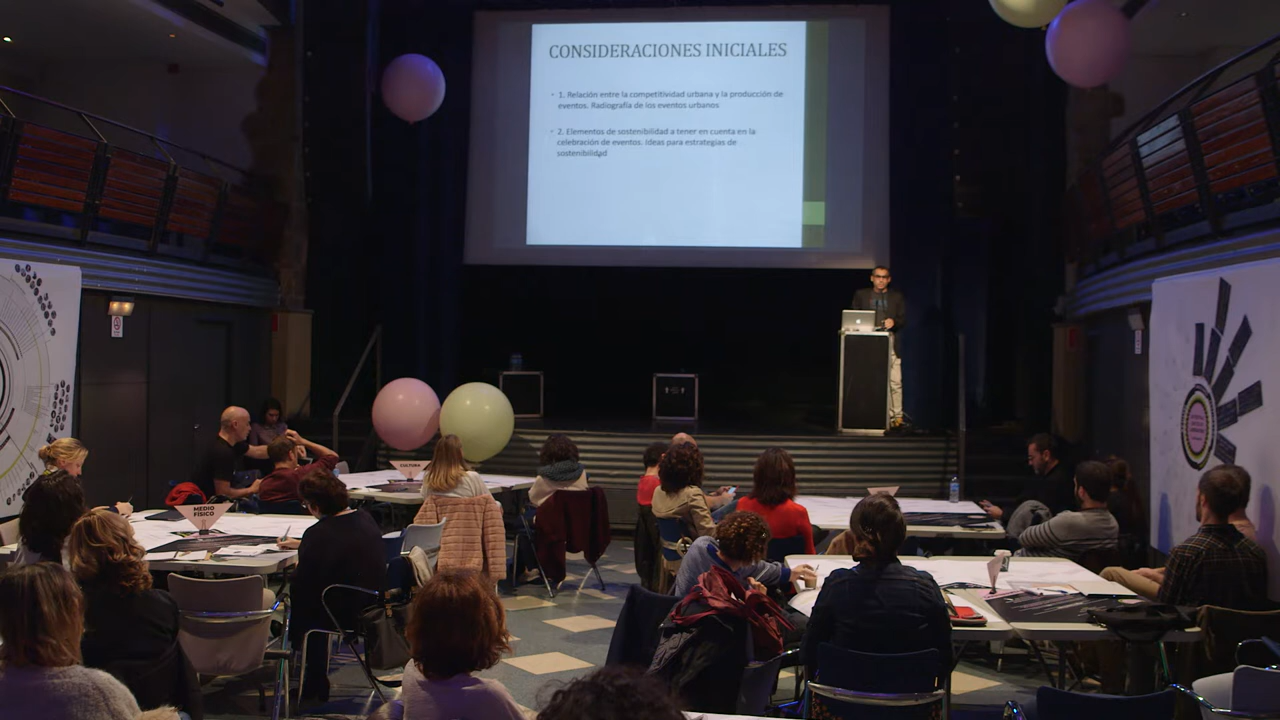 CONSIDERACIONES INICIALES
1. Relación entre la competitividad urbana y la producción de
eventos. Radiografía de los eventos urbanos
2. Elementos de sostenibilidad a tener en cuenta en la
celebración de eventos. Ideas para estrategias de
sostenibilidad
CULTURA
MEDIO
FÍSICO